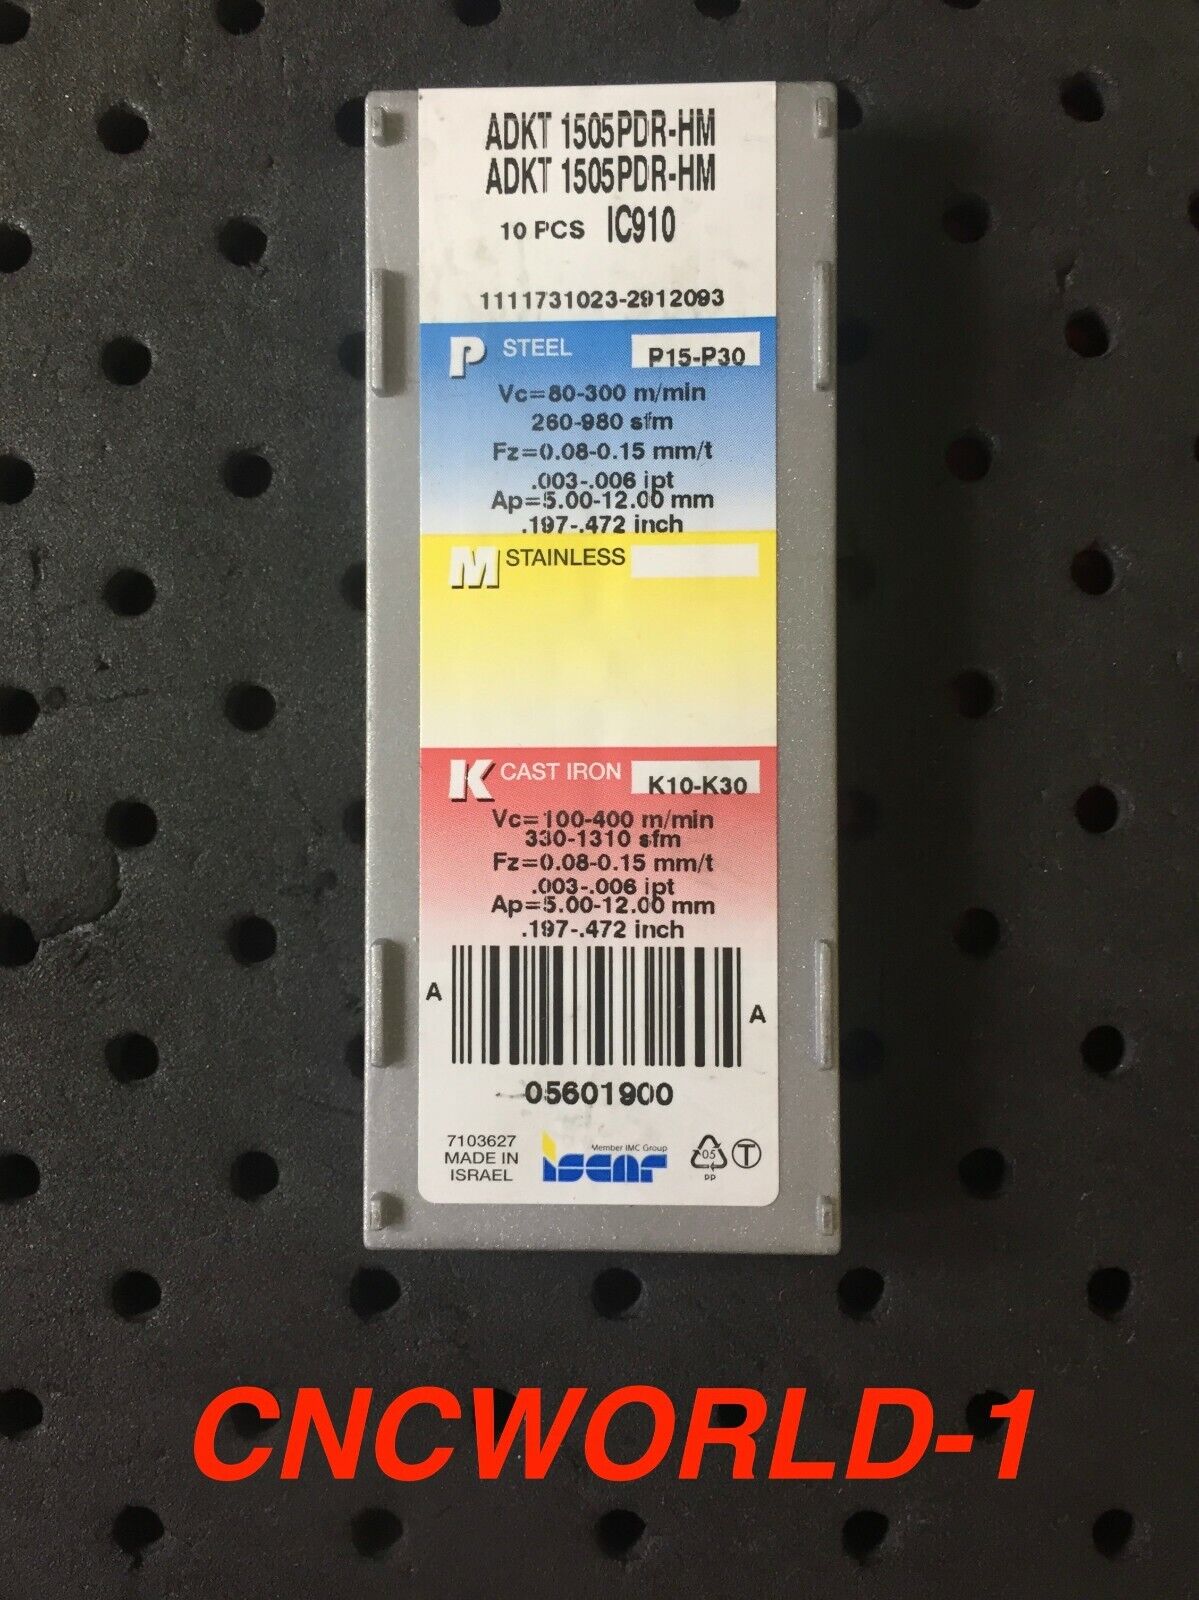 ADKT 1505PDR-HM
ADKT 1505PDR-HM
10 PCS IC910
1111731023-2912093
P STEEL P15-P30
Vc=80-300 m/min
260-980 sfm
Fz=0.08-0.15 mm/t
.003-.006 ipt
Ap=5.00-12.00 mm
.197-.472 inch
M STAINLESS
K CAST IRON K10-K30
Vc=100-400 m/min
330-1310 sfm
Fz=0.08-0.15 mm/t
.003-.006 ipt
Ap=5.00-12.00 mm
.197-.472 inch
A A
05601900
7103627
MADE IN
ISRAEL
Member IMC Group
iscar
05
PP
T
CNCWORLD-1